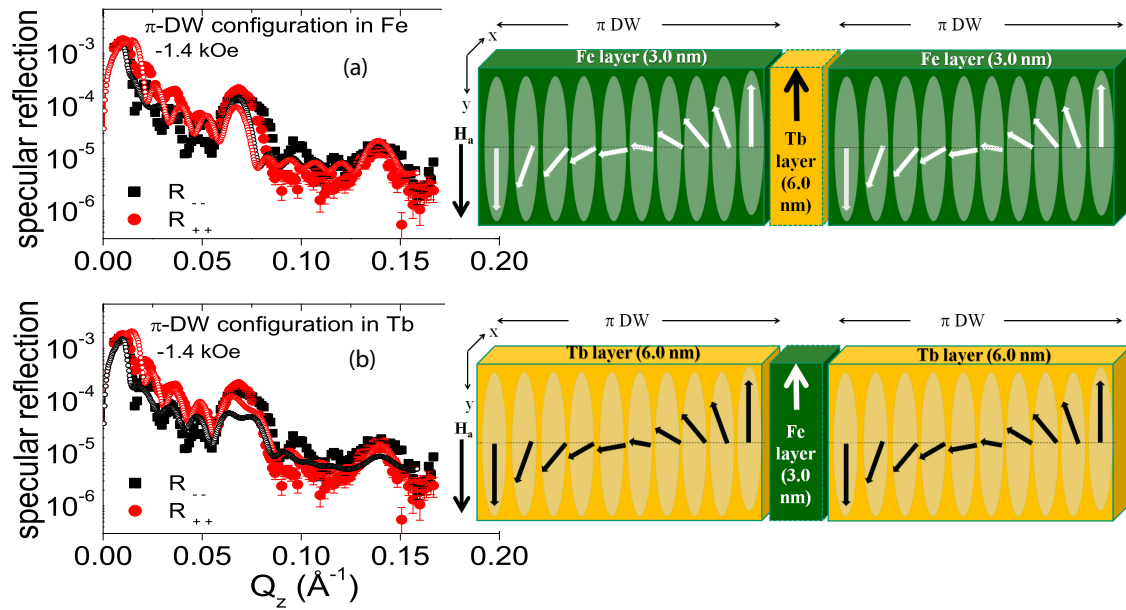 π-DW configuration in Fe
-1.4 kOe
(a)
specular reflection
10⁻³
10⁻⁴
10⁻⁵
10⁻⁶
R₋₋
R₊₊
0.00 0.05 0.10 0.15 0.20
π DW
π DW
x
y
Hₐ
Fe layer (3.0 nm)
Tb
layer
(6.0
nm)
Fe layer (3.0 nm)
π-DW configuration in Tb
-1.4 kOe
(b)
specular reflection
10⁻³
10⁻⁴
10⁻⁵
10⁻⁶
R₋₋
R₊₊
0.00 0.05 0.10 0.15 0.20
Q_z (Å⁻¹)
π DW
π DW
x
y
Hₐ
Tb layer (6.0 nm)
Fe
layer
(3.0
nm)
Tb layer (6.0 nm)